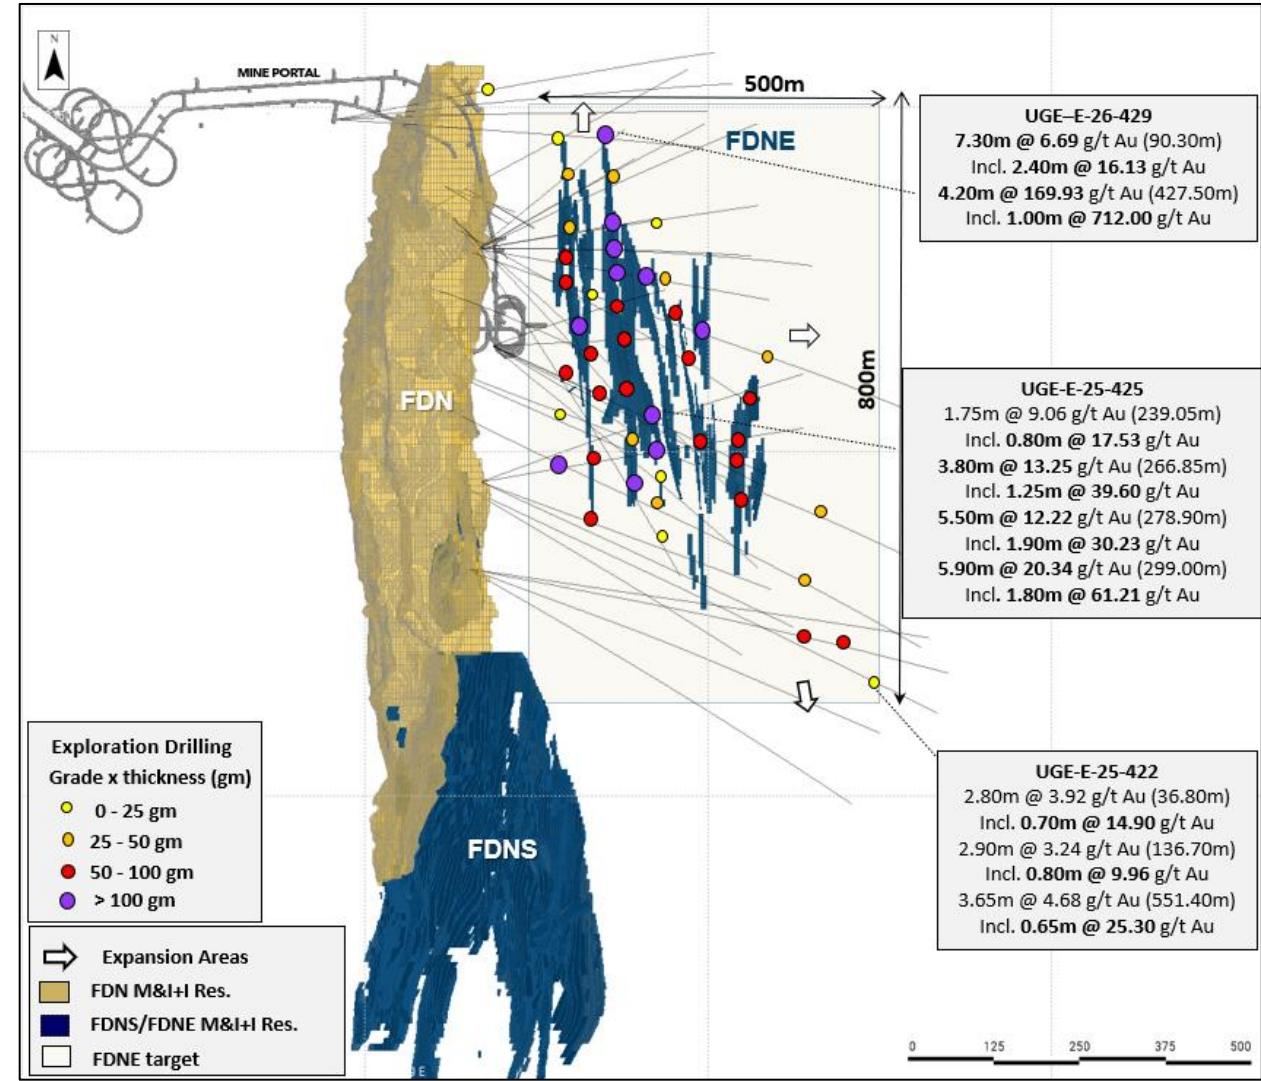 N
MINE PORTAL
500m
FDNE
800m
FDN
FDNS
UGE–E-26-429
7.30m @ 6.69 g/t Au (90.30m)
Incl. 2.40m @ 16.13 g/t Au
4.20m @ 169.93 g/t Au (427.50m)
Incl. 1.00m @ 712.00 g/t Au
UGE-E-25-425
1.75m @ 9.06 g/t Au (239.05m)
Incl. 0.80m @ 17.53 g/t Au
3.80m @ 13.25 g/t Au (266.85m)
Incl. 1.25m @ 39.60 g/t Au
5.50m @ 12.22 g/t Au (278.90m)
Incl. 1.90m @ 30.23 g/t Au
5.90m @ 20.34 g/t Au (299.00m)
Incl. 1.80m @ 61.21 g/t Au
UGE-E-25-422
2.80m @ 3.92 g/t Au (36.80m)
Incl. 0.70m @ 14.90 g/t Au
2.90m @ 3.24 g/t Au (136.70m)
Incl. 0.80m @ 9.96 g/t Au
3.65m @ 4.68 g/t Au (551.40m)
Incl. 0.65m @ 25.30 g/t Au
Exploration Drilling
Grade x thickness (gm)
0 - 25 gm
25 - 50 gm
50 - 100 gm
> 100 gm
Expansion Areas
FDN M&I+I Res.
FDNS/FDNE M&I+I Res.
FDNE target
0 125 250 375 500